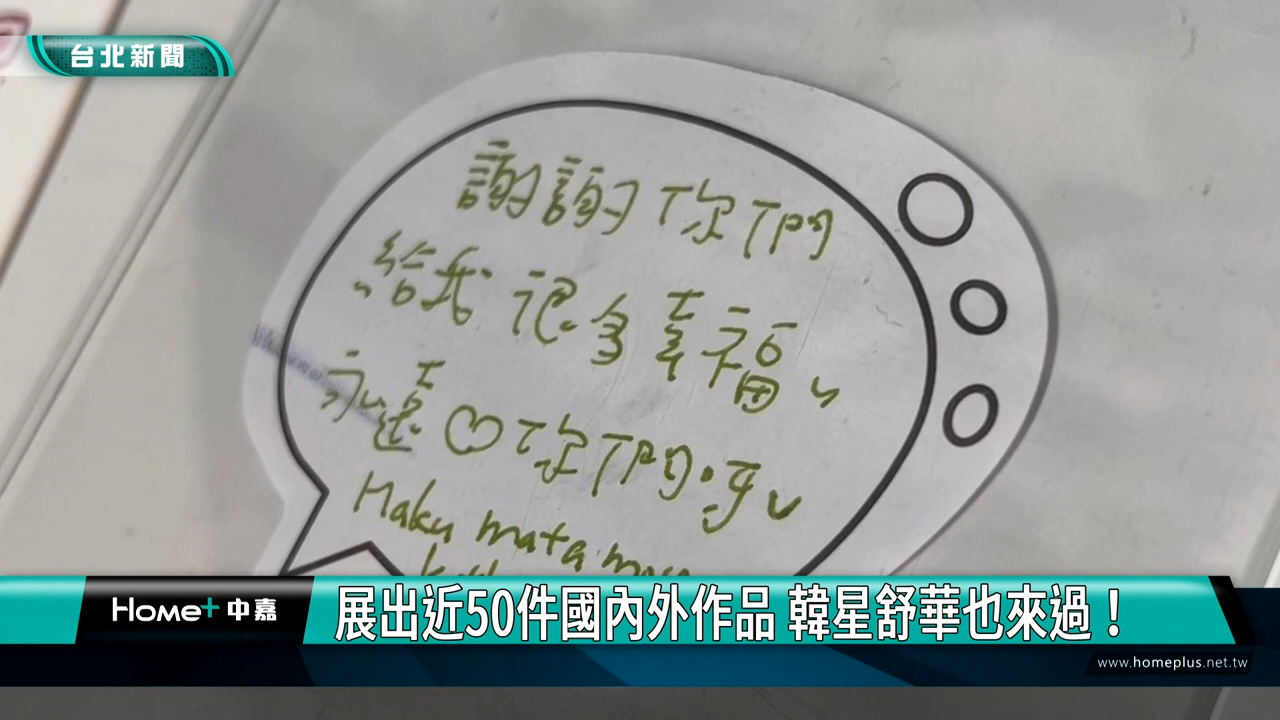 台北新聞
謝謝你們
給我很多幸福、
永遠♡你們呀
Haku mata
Home+中嘉
展出近50件國內外作品 韓星舒華也來過！
www.homeplus.net.tw